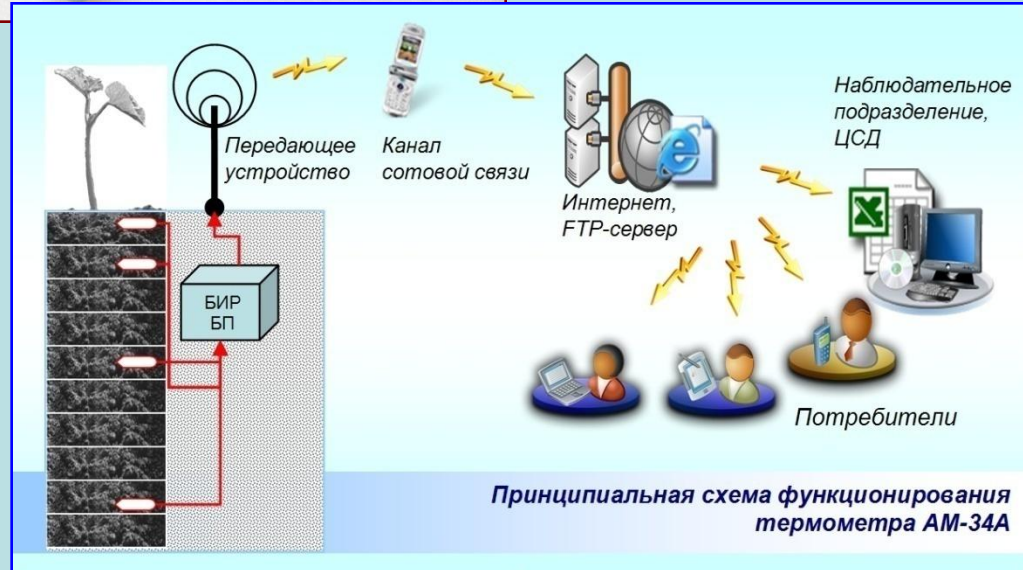 Передающее
устройство
Канал
сотовой связи
Интернет,
FTP-сервер
Наблюдательное
подразделение,
ЦСД
БИР
БП
Потребители
Принципиальная схема функционирования
термометра АМ-34А